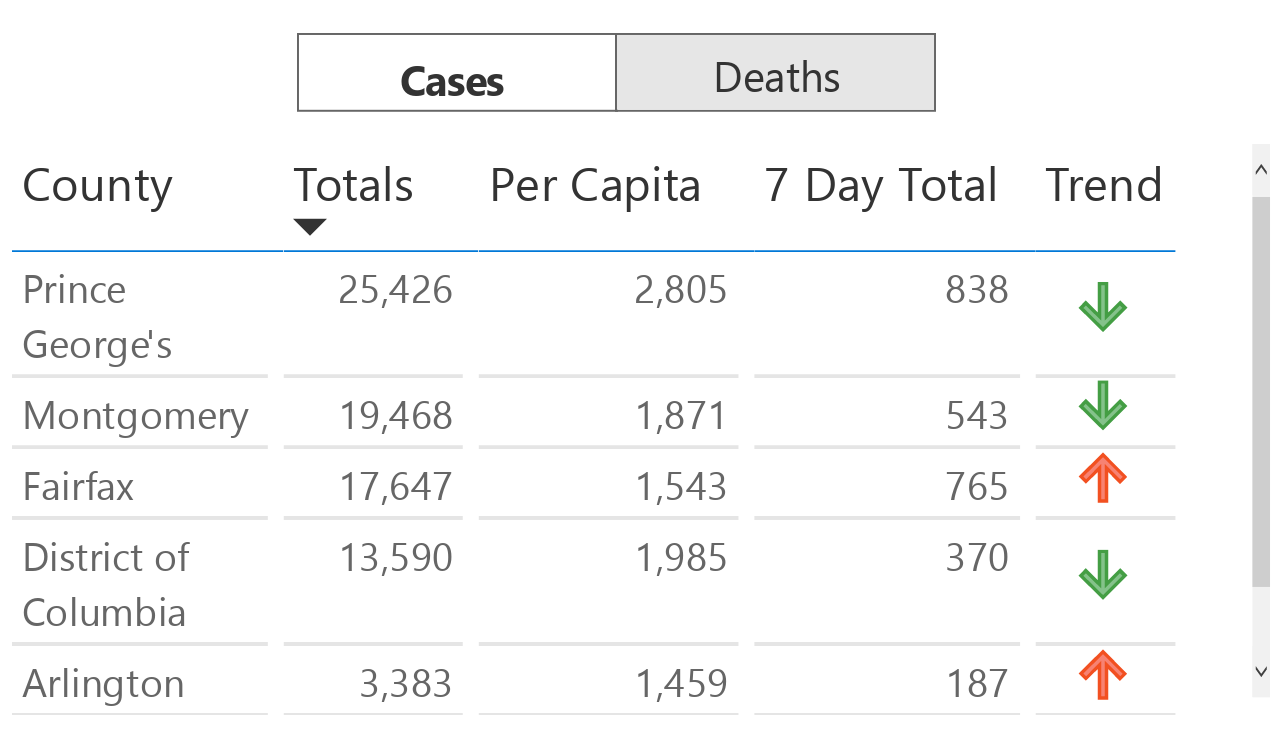 Cases Deaths
County Totals Per Capita 7 Day Total Trend
Prince 25,426 2,805 838
George's
Montgomery 19,468 1,871 543
Fairfax 17,647 1,543 765
District of 13,590 1,985 370
Columbia
Arlington 3,383 1,459 187